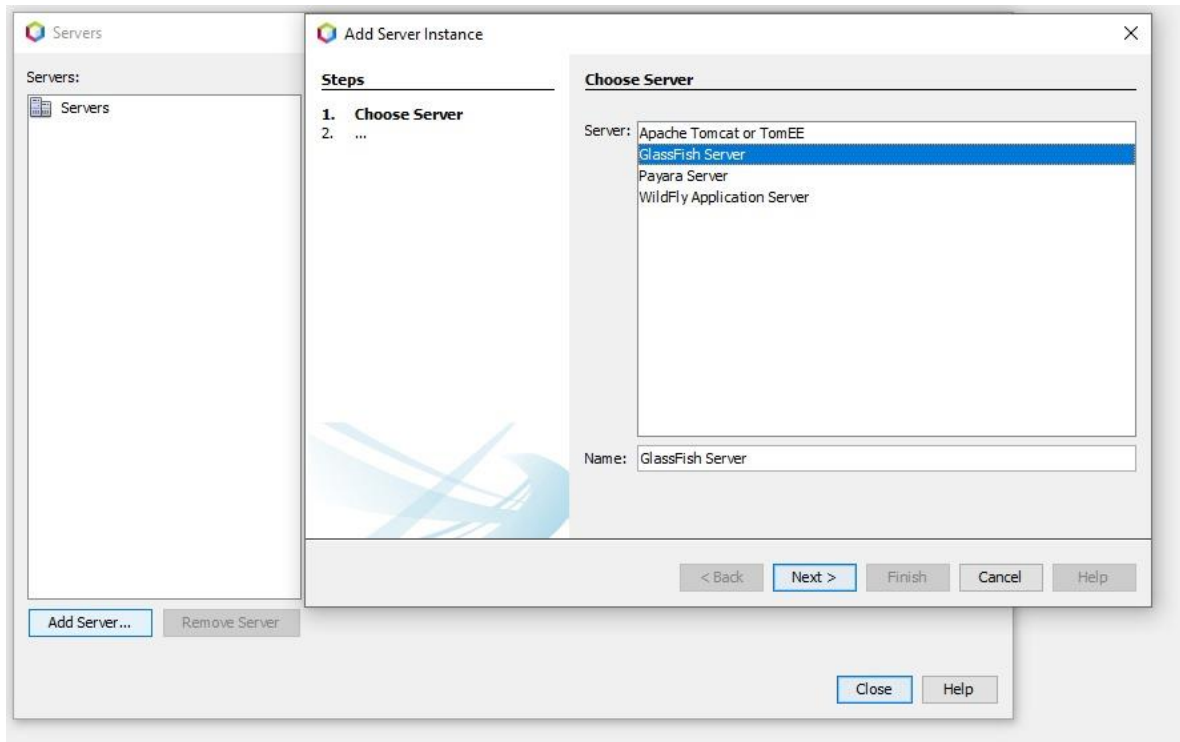 Servers
Servers:
Servers
Add Server...
Remove Server
Close
Help
Add Server Instance
Steps
1. Choose Server
2. ...
Choose Server
Server:
Apache Tomcat or TomEE
GlassFish Server
Payara Server
WildFly Application Server
Name: GlassFish Server
< Back
Next >
Finish
Cancel
Help